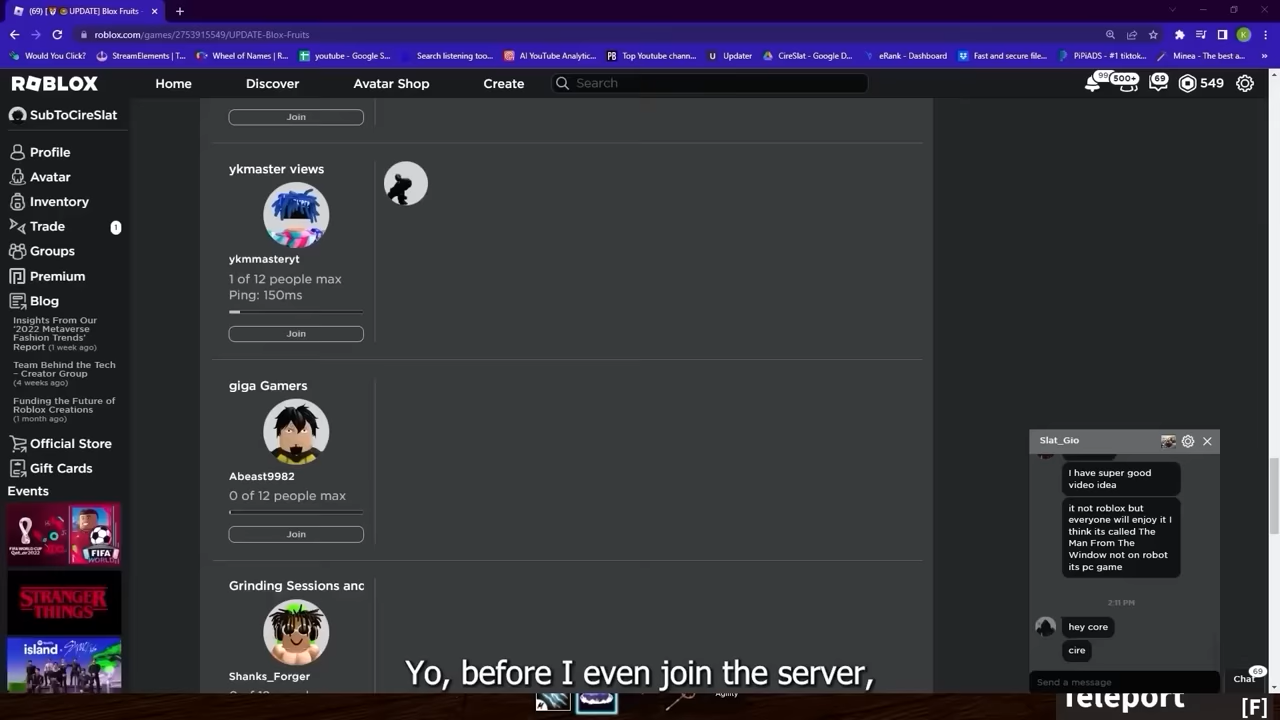 (69) [ UPDATE] Blox Fruits -
roblox.com/games/2753915549/UPDATE-Blox-Fruits
Would You Click?
StreamElements | T...
Wheel of Names | R...
youtube - Google S...
Search listening too...
AI YouTube Analytic...
Top Youtube chann...
Updater
CireSlat - Google D...
eRank - Dashboard
Fast and secure file...
PiPiADS - #1 tiktok...
Minea - The best a...
ROBLOX
Home
Discover
Avatar Shop
Create
Search
99
500+
69
549
SubToCireSlat
Profile
Avatar
Inventory
Trade
1
Groups
Premium
Blog
Insights From Our
'2022 Metaverse
Fashion Trends'
Report (1 week ago)
Team Behind the Tech
– Creator Group
(4 weeks ago)
Funding the Future of
Roblox Creations
(1 month ago)
Official Store
Gift Cards
Events
FIFA WORLD CUP
Qatar2022
FIFA
WORLD
STRANGER
THINGS
island
Join
ykmaster views
ykmmasteryt
1 of 12 people max
Ping: 150ms
Join
giga Gamers
Abeast9982
0 of 12 people max
Join
Grinding Sessions and
Shanks_Forger
Slat_Gio
I have super good
video idea
it not roblox but
everyone will enjoy it I
think its called The
Man From The
Window not on robot
its pc game
2:11 PM
hey core
cire
Send a message
Chat
69
Yo, before I even join the server,
Agility
Teleport
[F]